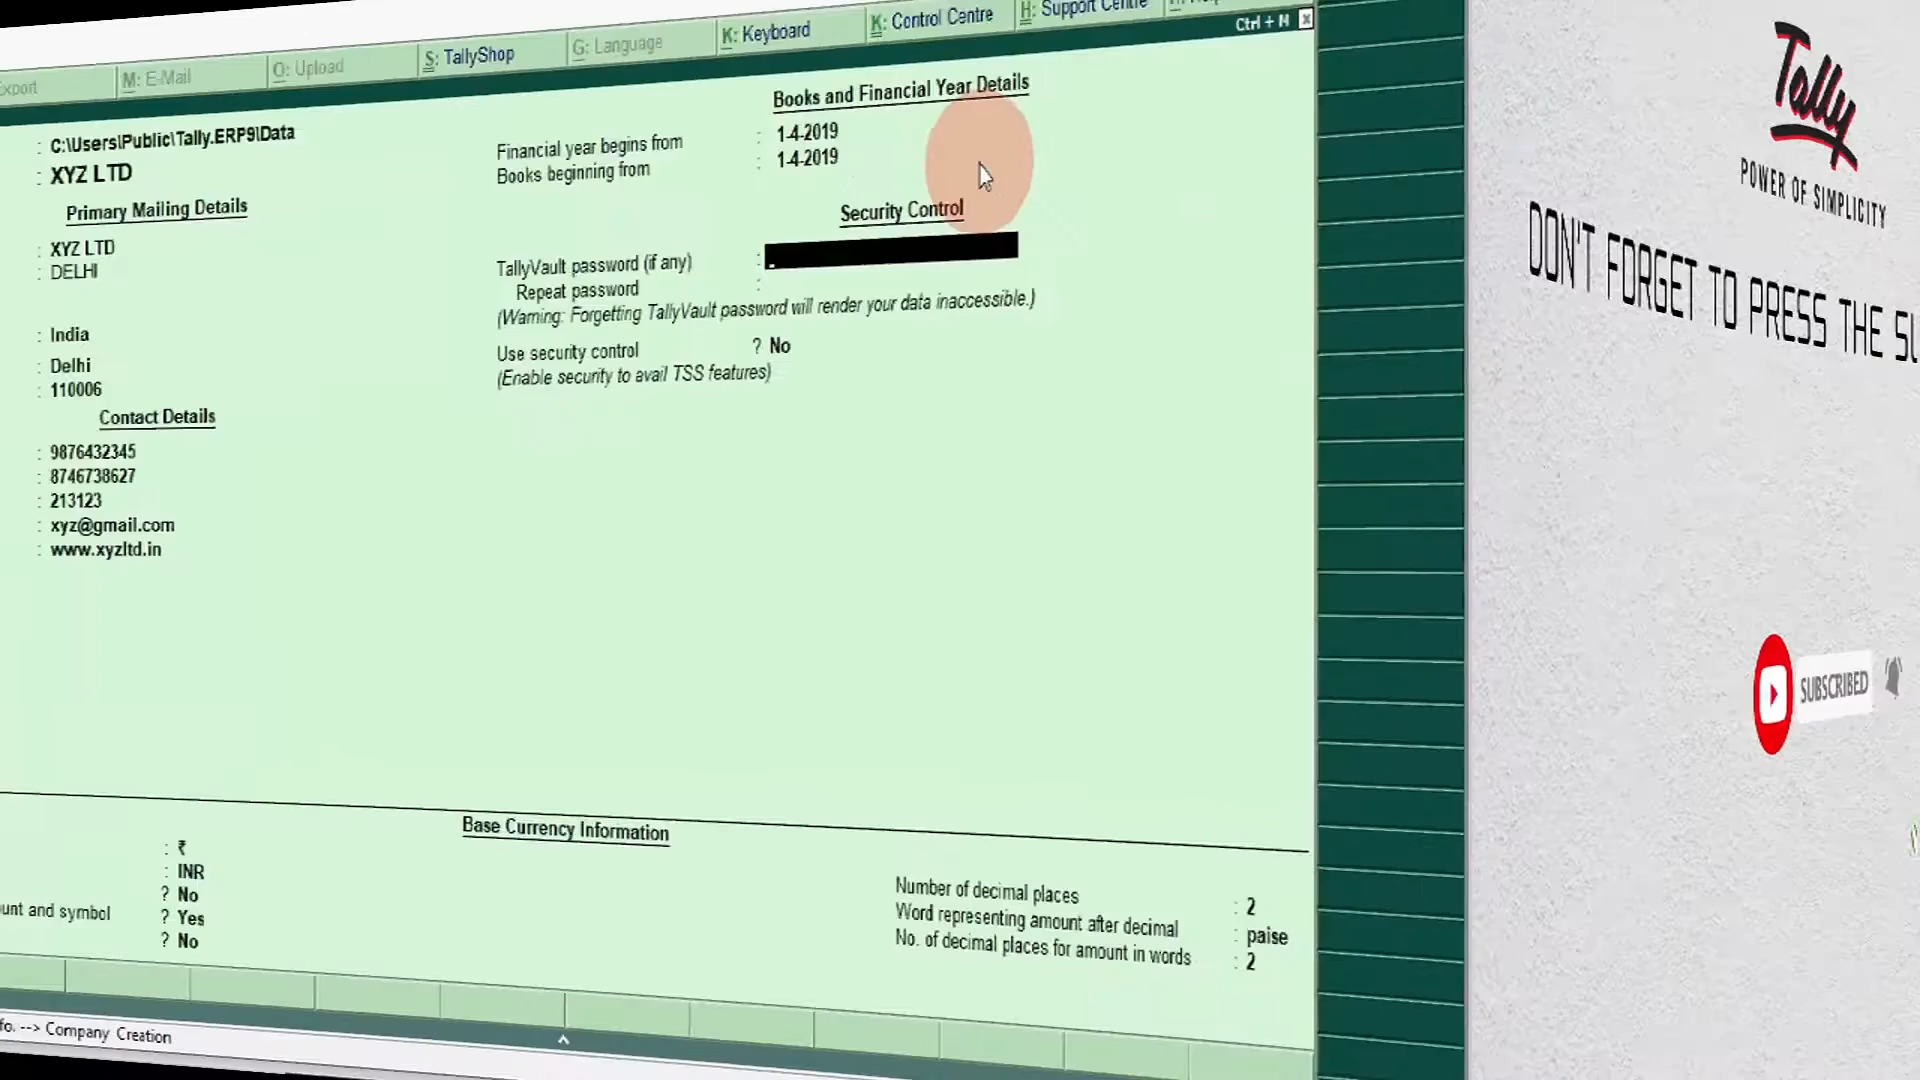 M: E-Mail
O: Upload
S: TallyShop
G: Language
K: Keyboard
K: Control Centre
H: Support Centre
Ctrl + N
: C:\Users\Public\Tally.ERP9\Data
: XYZ LTD
Primary Mailing Details
: XYZ LTD
: DELHI
: India
: Delhi
: 110006
Contact Details
: 9876432345
: 8746738627
: 213123
: xyz@gmail.com
: www.xyzltd.in
Books and Financial Year Details
Financial year begins from : 1-4-2019
Books beginning from : 1-4-2019
Security Control
TallyVault password (if any) :
Repeat password :
(Warning: Forgetting TallyVault password will render your data inaccessible.)
Use security control ? No
(Enable security to avail TSS features)
Base Currency Information
: ₹
: INR
? No
and symbol ? Yes
? No
Number of decimal places : 2
Word representing amount after decimal : paise
No. of decimal places for amount in words : 2
--> Company Creation
Tally
POWER OF SIMPLICITY
DON'T FORGET TO PRESS THE
SUBSCRIBED